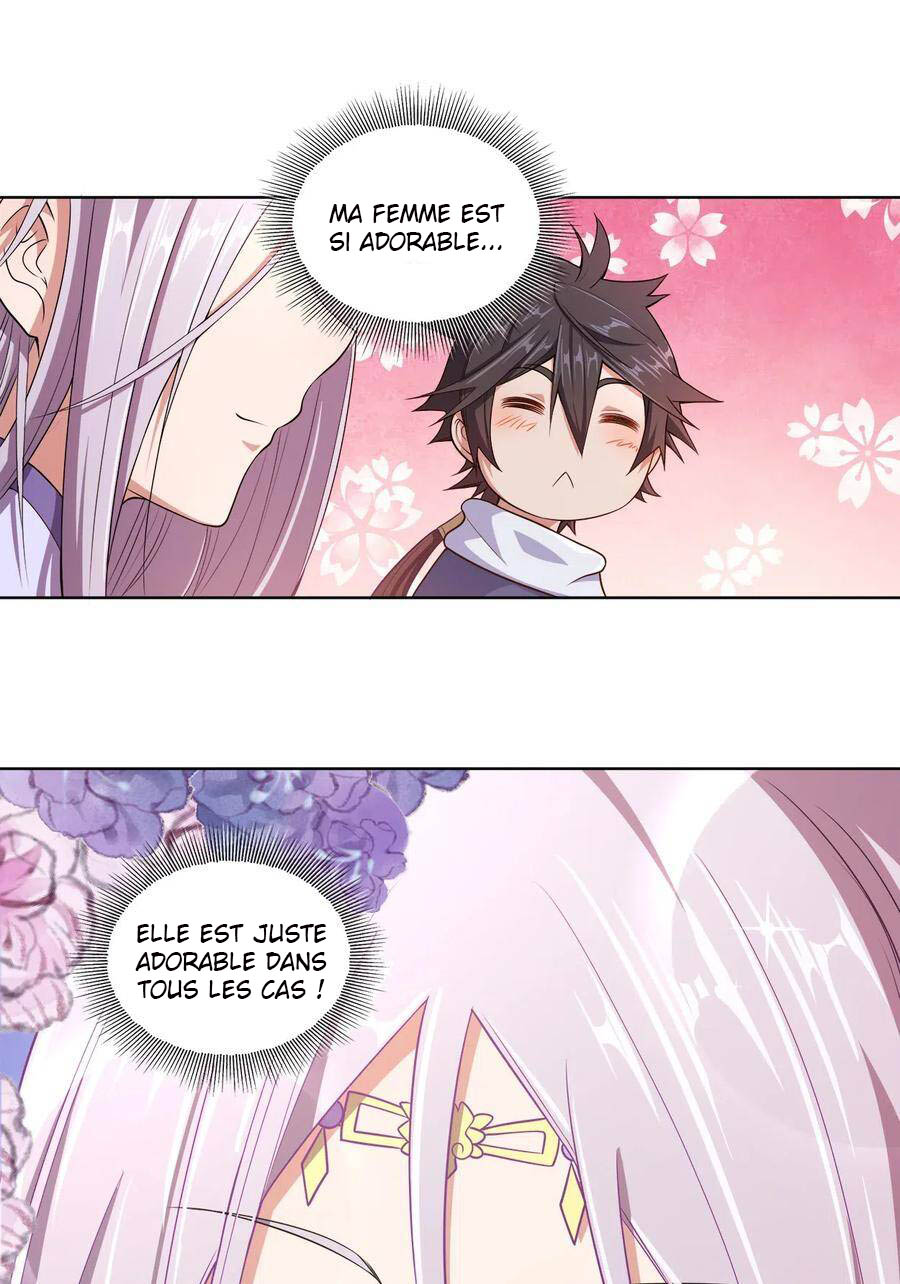 MA FEMME EST
SI ADORABLE...
ELLE EST JUSTE
ADORABLE DANS
TOUS LES CAS !